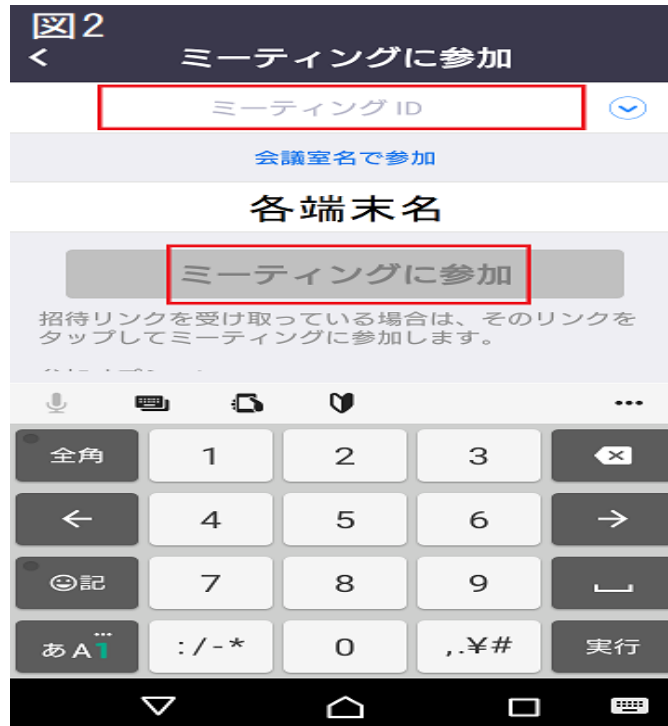 図2
ミーティングに参加
ミーティング ID
会議室名で参加
各端末名
ミーティングに参加
招待リンクを受け取っている場合は、そのリンクを
タップしてミーティングに参加します。
全角 1 2 3
4 5 6
記 7 8 9
あA1 :/-* 0 ,.¥# 実行